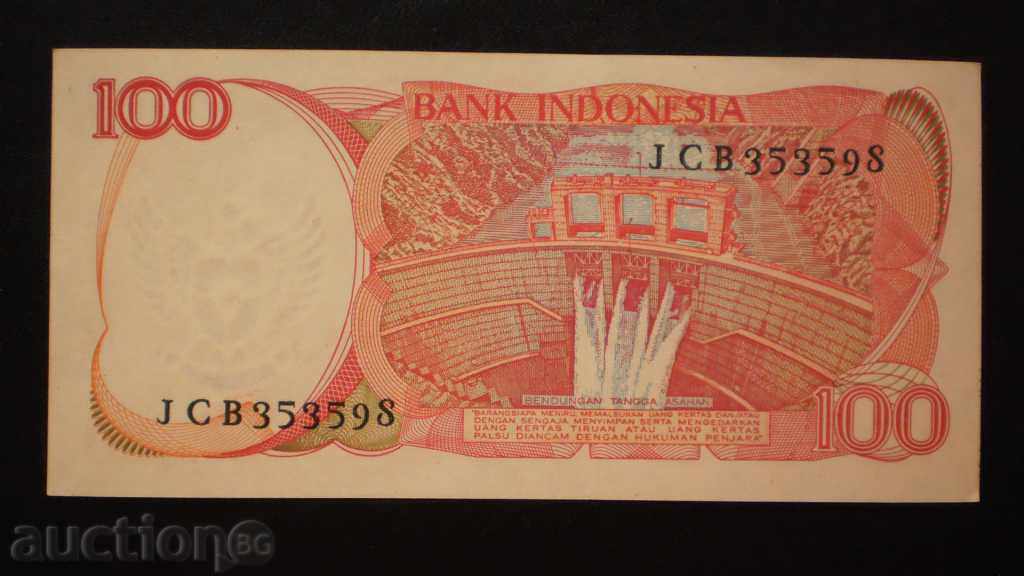 100
BANK INDONESIA
JCB353598
JCB353598
BENDUNGAN TANGGA ASAHAN
"BARANGSIAPA MENIRU, MEMALSUKAN UANG KERTAS DAN/ATAU
DENGAN SENGAJA MENYIMPAN SERTA MENGEDARKAN
UANG KERTAS TIRUAN ATAU UANG KERTAS
PALSU DIANCAM DENGAN HUKUMAN PENJARA"
100
auction BG